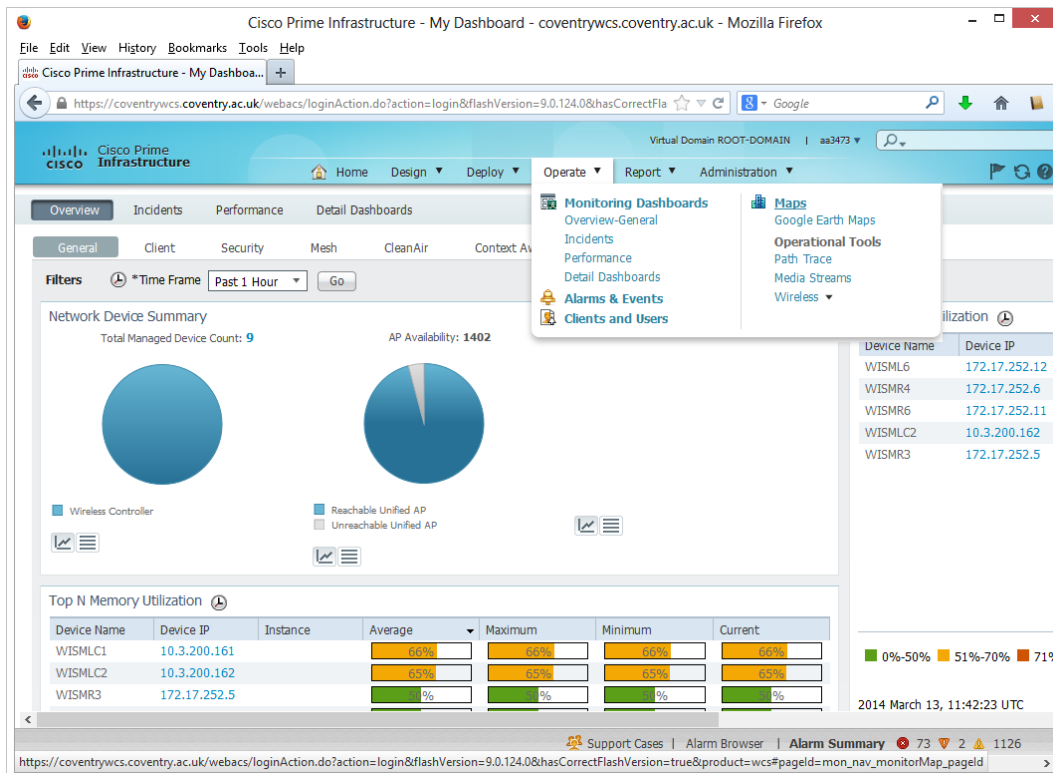 Cisco Prime Infrastructure - My Dashboard - coventrywcs.coventry.ac.uk - Mozilla Firefox
File Edit View History Bookmarks Tools Help
Cisco Prime Infrastructure - My Dashboa...
https://coventrywcs.coventry.ac.uk/webacs/loginAction.do?action=login&flashVersion=9.0.124.0&hasCorrectFla
Google
Virtual Domain ROOT-DOMAIN | aa3473
CISCO Cisco Prime
Infrastructure
Home Design Deploy Operate Report Administration
Overview Incidents Performance Detail Dashboards
General Client Security Mesh CleanAir Context Aw
Monitoring Dashboards
Overview-General
Incidents
Performance
Detail Dashboards
Alarms & Events
Clients and Users
Maps
Google Earth Maps
Operational Tools
Path Trace
Media Streams
Wireless
Filters *Time Frame Past 1 Hour Go
Network Device Summary
Total Managed Device Count: 9
AP Availability: 1402
Wireless Controller
Reachable Unified AP
Unreachable Unified AP
ilization
Device Name Device IP
WISML6 172.17.252.12
WISMR4 172.17.252.6
WISMR6 172.17.252.11
WISMLC2 10.3.200.162
WISMR3 172.17.252.5
Top N Memory Utilization
Device Name Device IP Instance Average Maximum Minimum Current
WISMLC1 10.3.200.161 66% 66% 66% 66%
WISMLC2 10.3.200.162 65% 65% 65% 65%
WISMR3 172.17.252.5 50% 50% 50% 50%
0%-50% 51%-70% 71%
2014 March 13, 11:42:23 UTC
Support Cases | Alarm Browser | Alarm Summary 73 2 1126
https://coventrywcs.coventry.ac.uk/webacs/loginAction.do?action=login&flashVersion=9.0.124.0&hasCorrectFlashVersion=true&product=wcs#pageId=mon_nav_monitorMap_pageId